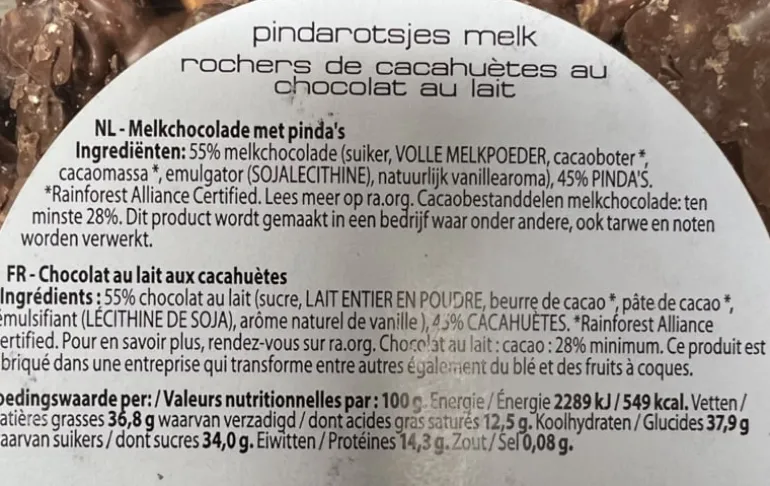 pindarotsjes melk
rochers de cacahuètes au
chocolat au lait
NL - Melkchocolade met pinda's
Ingrediënten: 55% melkchocolade (suiker, VOLLE MELKPOEDER, cacaoboter*,
cacaomassa*, emulgator (SOJALECITHINE), natuurlijk vanillearoma), 45% PINDA'S.
*Rainforest Alliance Certified. Lees meer op ra.org. Cacaobestanddelen melkchocolade: ten
minste 28%. Dit product wordt gemaakt in een bedrijf waar onder andere, ook tarwe en noten
worden verwerkt.
FR - Chocolat au lait aux cacahuètes
Ingrédients : 55% chocolat au lait (sucre, LAIT ENTIER EN POUDRE, beurre de cacao*, pâte de cacao*,
émulsifiant (LÉCITHINE DE SOJA), arôme naturel de vanille), 45% CACAHUÈTES. *Rainforest Alliance
ertified. Pour en savoir plus, rendez-vous sur ra.org. Chocolat au lait : cacao : 28% minimum. Ce produit est
briqué dans une entreprise qui transforme entre autres également du blé et des fruits à coques.
oedingswaarde per: / Valeurs nutritionnelles par : 100 g. Energie / Énergie 2289 kJ / 549 kcal. Vetten /
atières grasses 36,8 g waarvan verzadigd / dont acides gras saturés 12,5 g. Koolhydraten / Glucides 37,9 g
aarvan suikers / dont sucres 34,0 g. Eiwitten / Protéines 14,3 g. Zout / Sel 0,08 g.